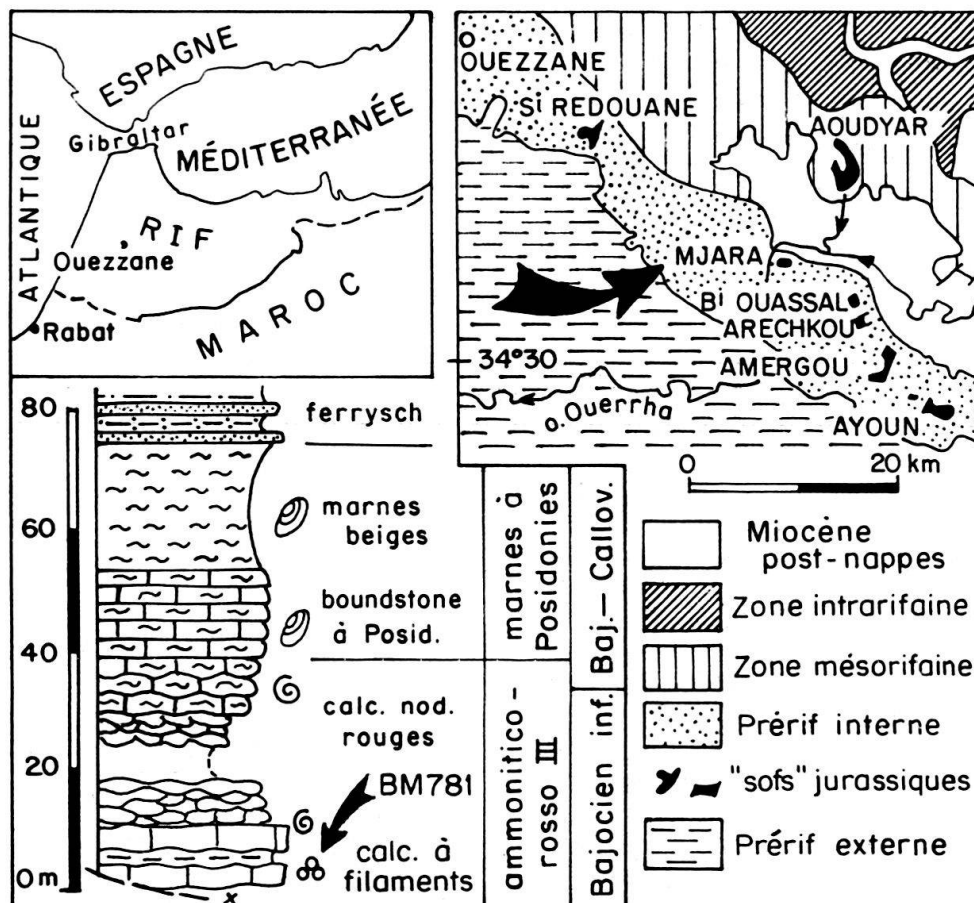 ESPAGNE
Gibraltar
MÉDITERRANÉE
ATLANTIQUE
RIF
Ouezzane
MAROC
Rabat
OUEZZANE
Sᴵ REDOUANE
AOUDYAR
MJARA
Bᴵ OUASSAL
ARECHKOU
34°30
AMERGOU
o. Ouerrha
AYOUN
0 20 km
80
60
40
20
0m
ferrysch
marnes
beiges
boundstone
à Posid.
calc. nod.
rouges
BM781
calc. à
filaments
x
marnes à
Posidonies
ammonitico-
rosso III
Baj.— Callov.
Bajocien inf.
Miocène
post-nappes
Zone intrarifaine
Zone mésorifaine
Prérif interne
"sofs" jurassiques
Prérif externe